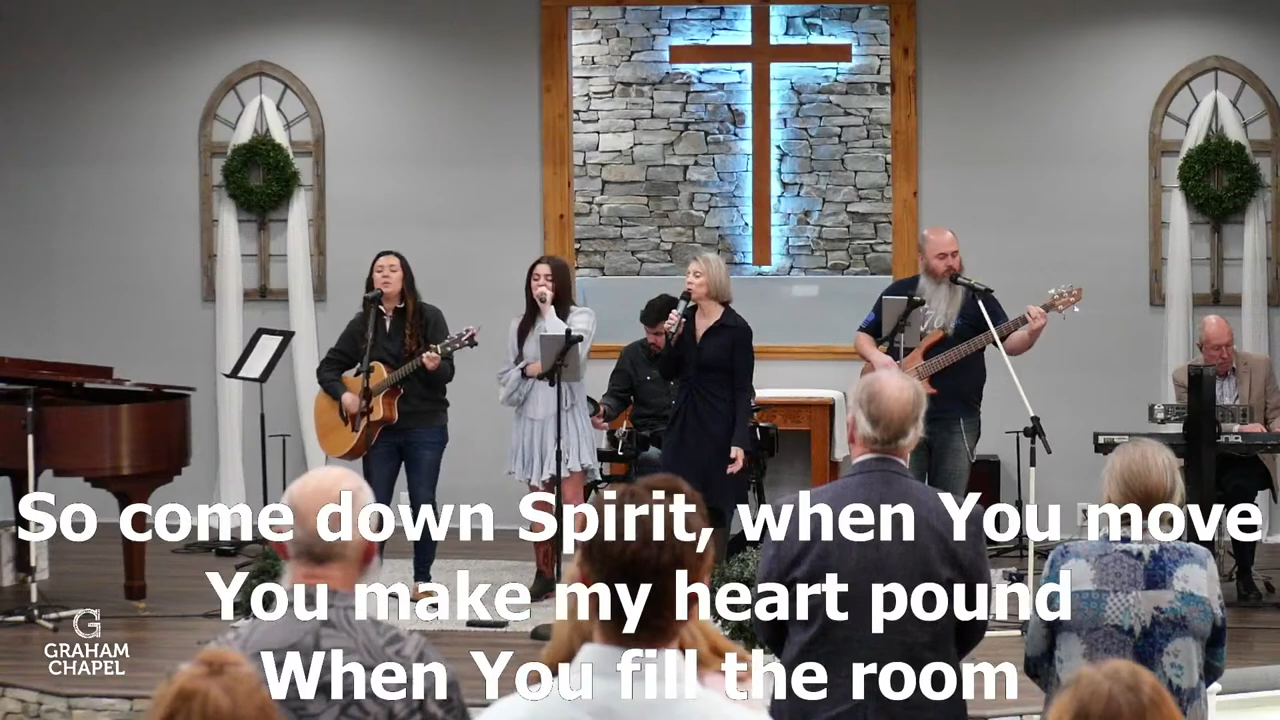 So come down Spirit, when You move
You make my heart pound
When You fill the room
GRAHAM
CHAPEL